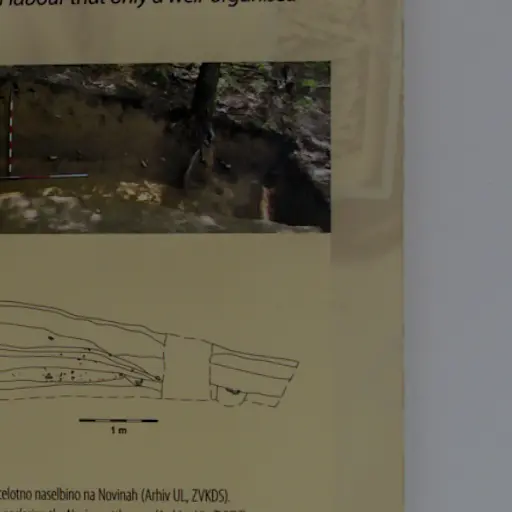 labour that only a well-organised
1 m
celotno naselbino na Novinah (Arhiv UL, ZVKDS).